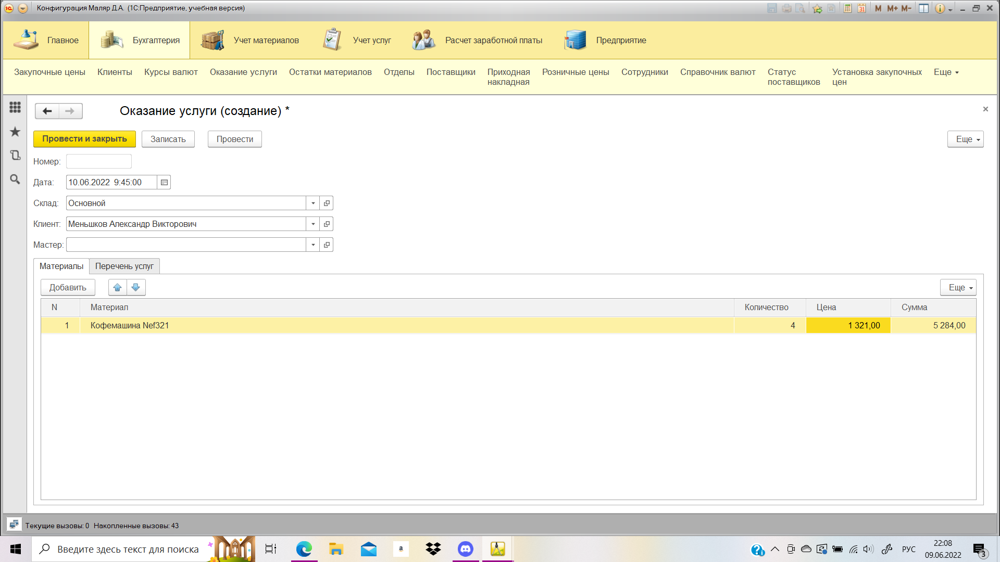 Конфигурация Маляр Д.А. (1С:Предприятие, учебная версия)
M M+ M-
Главное Бухгалтерия Учет материалов Учет услуг Расчет заработной платы Предприятие
Закупочные цены Клиенты Курсы валют Оказание услуги Остатки материалов Отделы Поставщики Приходная накладная Розничные цены Сотрудники Справочник валют Статус поставщиков Установка закупочных цен Еще
Оказание услуги (создание) *
Провести и закрыть Записать Провести Еще
Номер:
Дата: 10.06.2022 9:45:00
Склад: Основной
Клиент: Меньшков Александр Викторович
Мастер:
Материалы Перечень услуг
Добавить Еще
N Материал Количество Цена Сумма
1 Кофемашина Nef321 4 1 321,00 5 284,00
Текущие вызовы: 0 Накопленные вызовы: 43
Введите здесь текст для поиска
a
РУС
22:08
09.06.2022
3